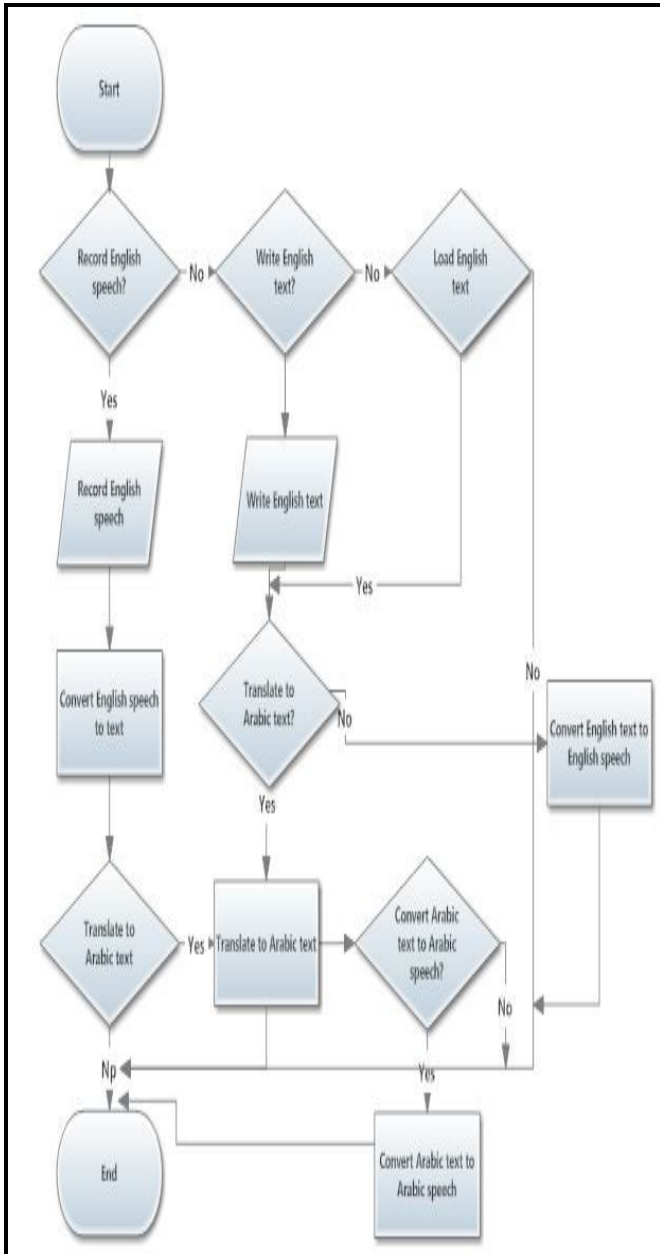 Start
Record English
speech?
No
Write English
text?
No
Load English
text
Yes
Record English
speech
Write English text
Yes
Convert English speech
to text
Translate to
Arabic text?
No
No
Convert English text to
English speech
Yes
Translate to
Arabic text
Yes
Translate to Arabic text
Convert Arabic
text to Arabic
speech?
No
Np
Yes
End
Convert Arabic text to
Arabic speech